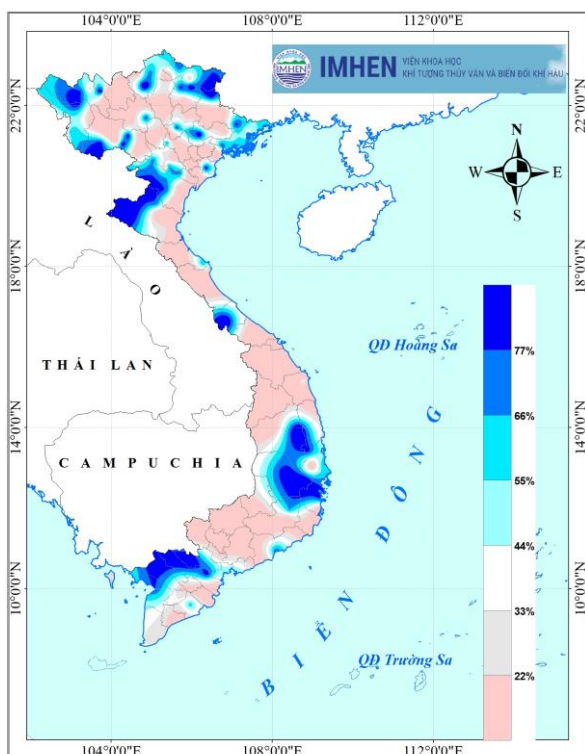 104°0'0"E 108°0'0"E 112°0'0"E
IMHEN
VIỆN KHOA HỌC
KHÍ TƯỢNG THỦY VĂN VÀ BIẾN ĐỔI KHÍ HẬU
22°0'0"N 22°0'0"N
N
W E
S
LÀO
18°0'0"N 18°0'0"N
QĐ Hoàng Sa
77%
THÁI LAN
66%
14°0'0"N 14°0'0"N
CAMPUCHIA
55%
BIỂN ĐÔNG
44%
10°0'0"N 10°0'0"N
33%
QĐ Trường Sa
22%
104°0'0"E 108°0'0"E 112°0'0"E